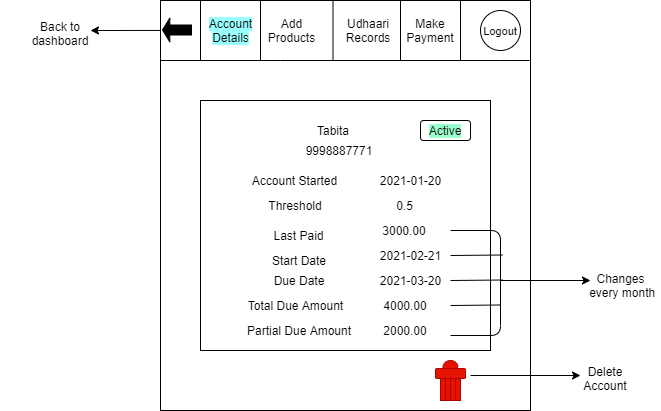 Back to
dashboard
Account
Details
Add
Products
Udhaari
Records
Make
Payment
Logout
Tabita
Active
9998887771
Account Started 2021-01-20
Threshold 0.5
Last Paid 3000.00
Start Date 2021-02-21
Due Date 2021-03-20
Total Due Amount 4000.00
Partial Due Amount 2000.00
Changes
every month
Delete
Account